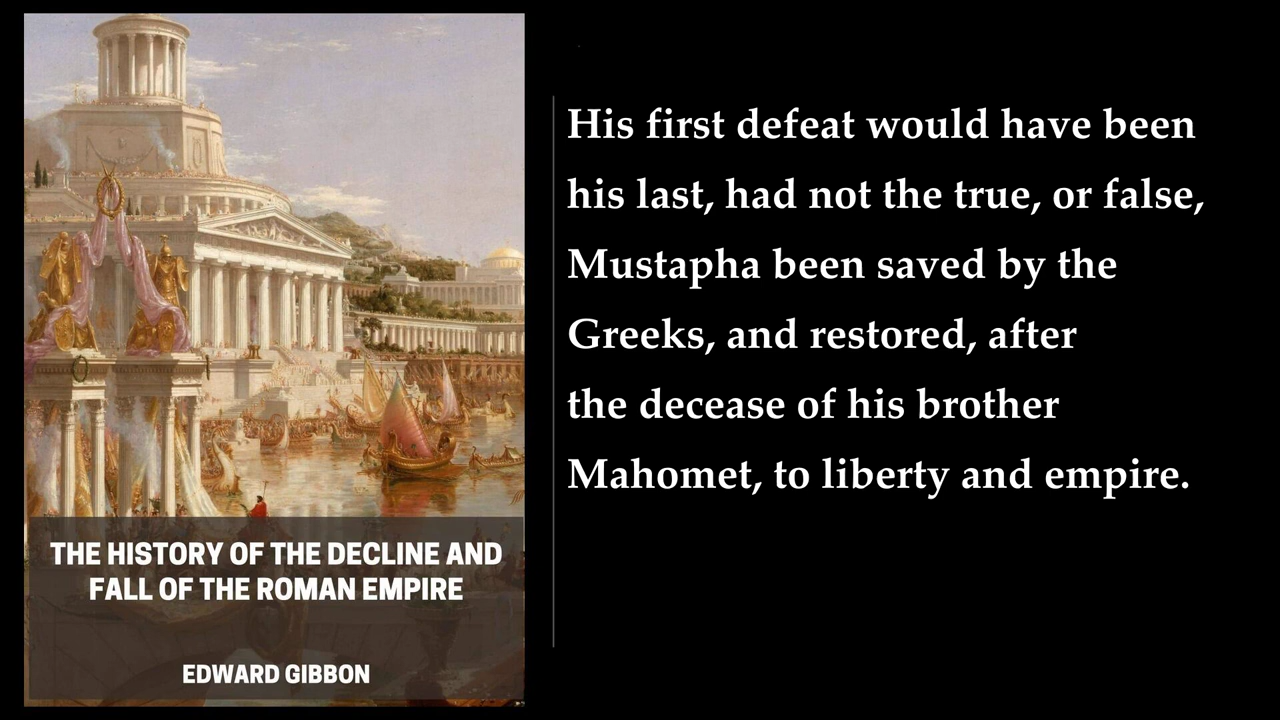 THE HISTORY OF THE DECLINE AND
FALL OF THE ROMAN EMPIRE
EDWARD GIBBON
His first defeat would have been
his last, had not the true, or false,
Mustapha been saved by the
Greeks, and restored, after
the decease of his brother
Mahomet, to liberty and empire.